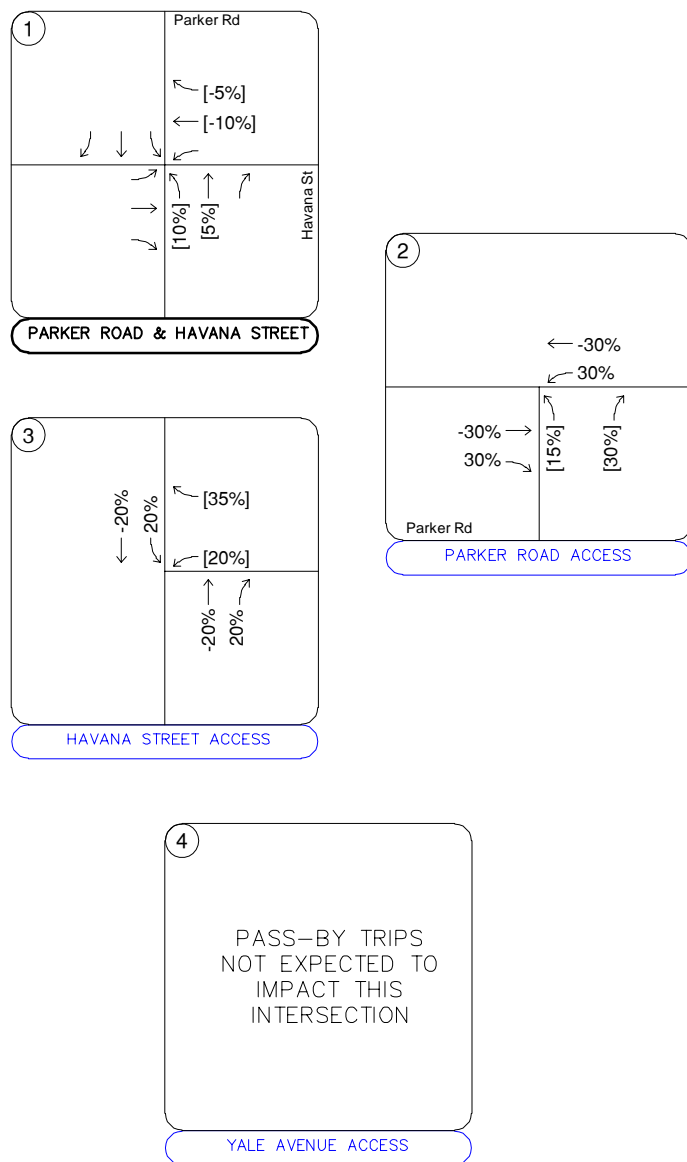 1
Parker Rd
[-5%]
[-10%]
[10%]
[5%]
Havana St
PARKER ROAD & HAVANA STREET
2
-30%
30%
-30%
30%
[15%]
[30%]
Parker Rd
PARKER ROAD ACCESS
3
-20%
20%
[35%]
[20%]
-20%
20%
HAVANA STREET ACCESS
4
PASS-BY TRIPS
NOT EXPECTED TO
IMPACT THIS
INTERSECTION
YALE AVENUE ACCESS